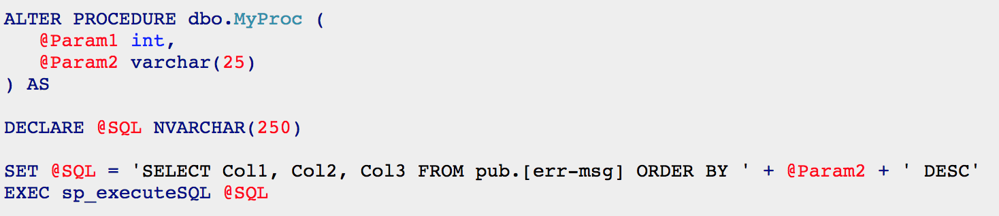 ALTER PROCEDURE dbo.MyProc (
@Param1 int,
@Param2 varchar(25)
) AS
DECLARE @SQL NVARCHAR(250)
SET @SQL = 'SELECT Col1, Col2, Col3 FROM pub.[err-msg] ORDER BY ' + @Param2 + ' DESC'
EXEC sp_executeSQL @SQL